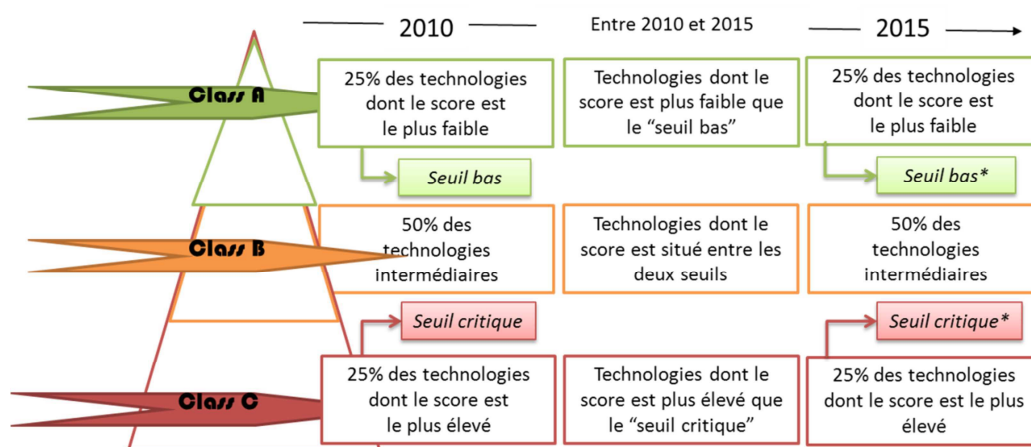 2010
Entre 2010 et 2015
2015
Class A
25% des technologies
dont le score est
le plus faible
Technologies dont le
score est plus faible que
le “seuil bas”
25% des technologies
dont le score est
le plus faible
Seuil bas
Seuil bas*
Class B
50% des
technologies
intermédiaires
Technologies dont le
score est situé entre les
deux seuils
50% des
technologies
intermédiaires
Seuil critique
Seuil critique*
Class C
25% des technologies
dont le score est
le plus élevé
Technologies dont le
score est plus élevé que
le “seuil critique”
25% des technologies
dont le score est le plus
élevé